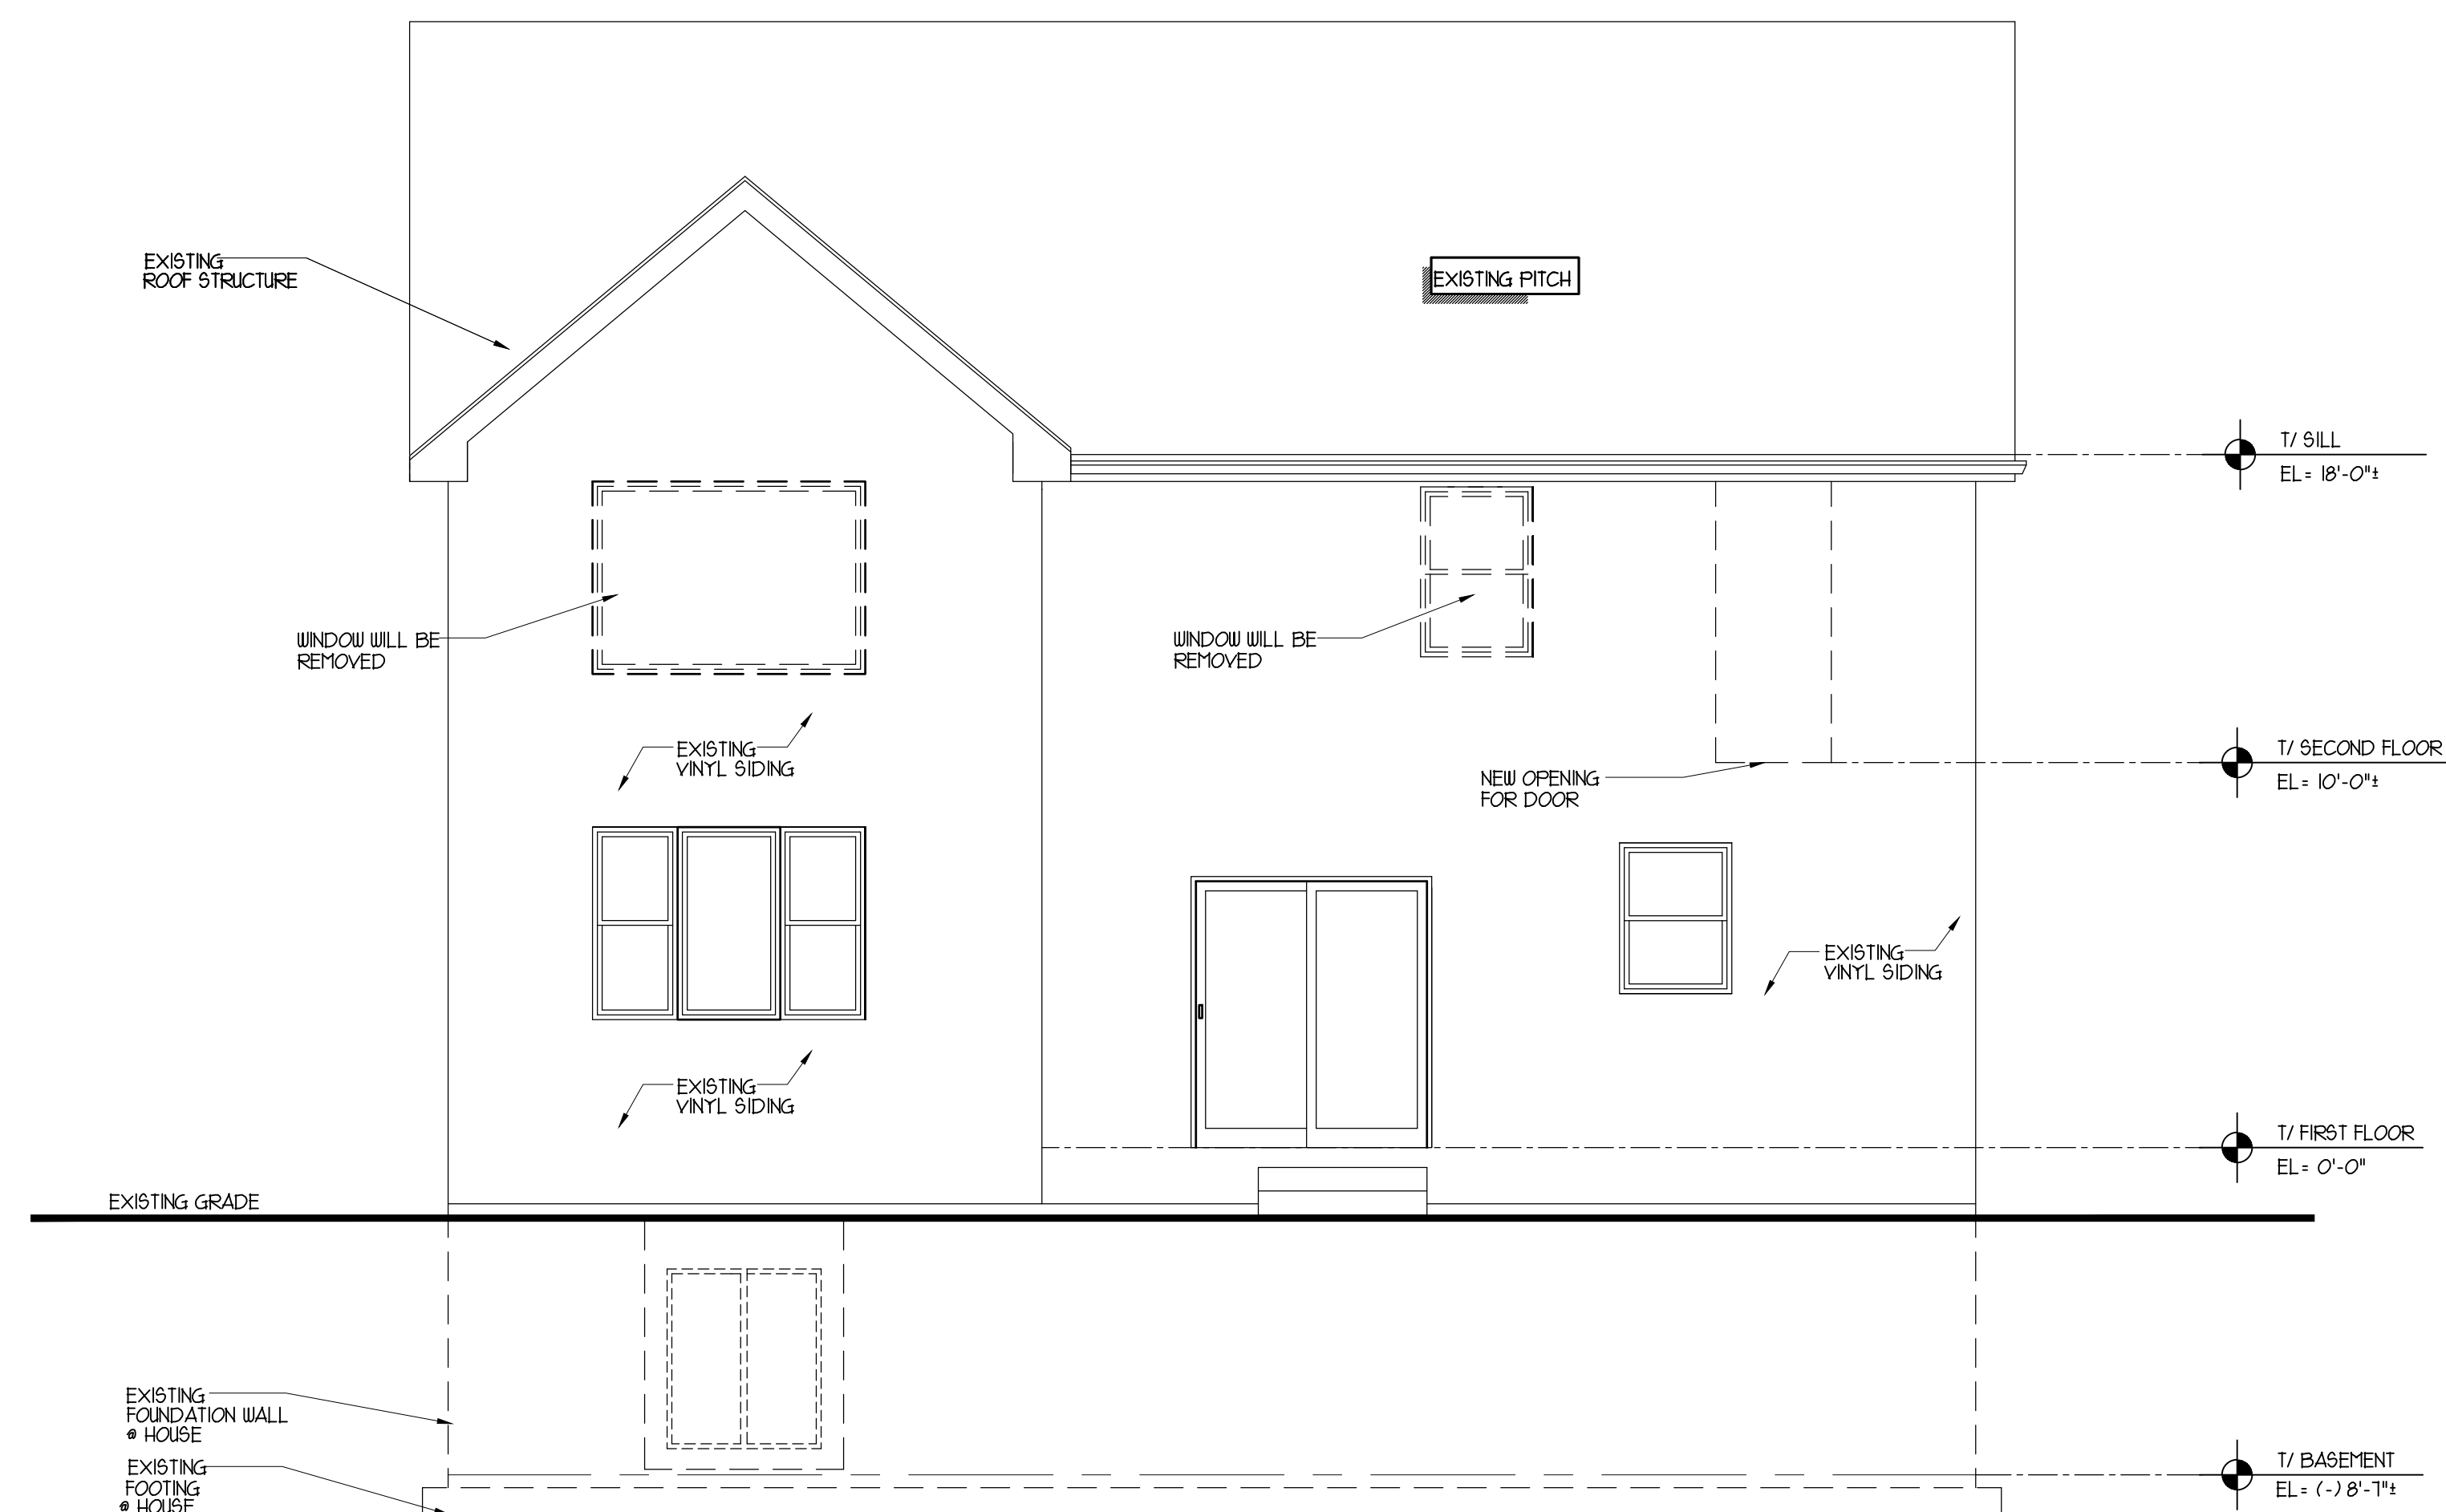 EXISTING
ROOF STRUCTURE
EXISTING PITCH
T/ SILL
EL= 18'-0"±
WINDOW WILL BE
REMOVED
WINDOW WILL BE
REMOVED
EXISTING
VINYL SIDING
T/ SECOND FLOOR
EL= 10'-0"±
NEW OPENING
FOR DOOR
EXISTING
VINYL SIDING
EXISTING
VINYL SIDING
T/ FIRST FLOOR
EL= 0'-0"
EXISTING GRADE
EXISTING
FOUNDATION WALL
@ HOUSE
EXISTING
FOOTING
@ HOUSE
T/ BASEMENT
EL= (-) 8'-7"±